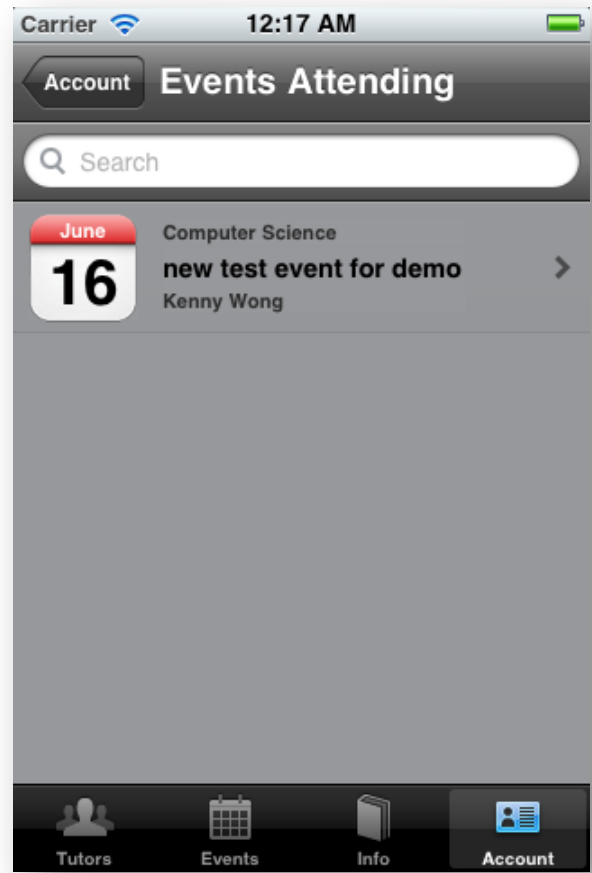 Carrier 12:17 AM
Account Events Attending
Search
June
16
Computer Science
new test event for demo
Kenny Wong
Tutors Events Info Account